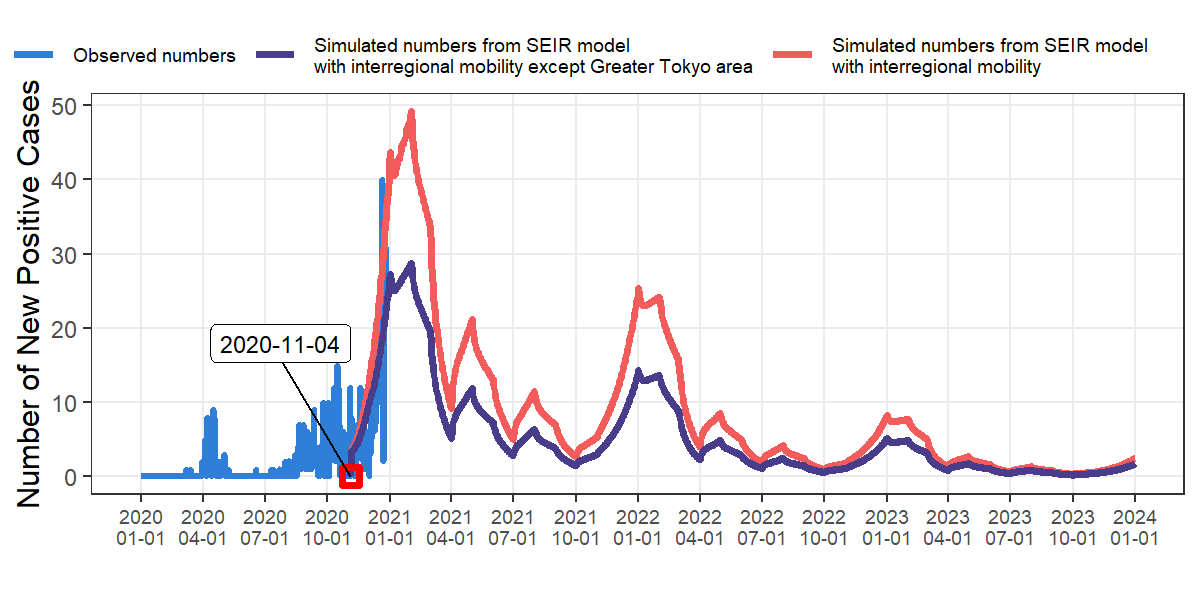 Observed numbers
Simulated numbers from SEIR model
with interregional mobility except Greater Tokyo area
Simulated numbers from SEIR model
with interregional mobility
Number of New Positive Cases
50
40
30
20
10
0
2020-11-04
2020 2020 2020 2020 2021 2021 2021 2021 2022 2022 2022 2022 2023 2023 2023 2023 2024
01-01 04-01 07-01 10-01 01-01 04-01 07-01 10-01 01-01 04-01 07-01 10-01 01-01 04-01 07-01 10-01 01-01